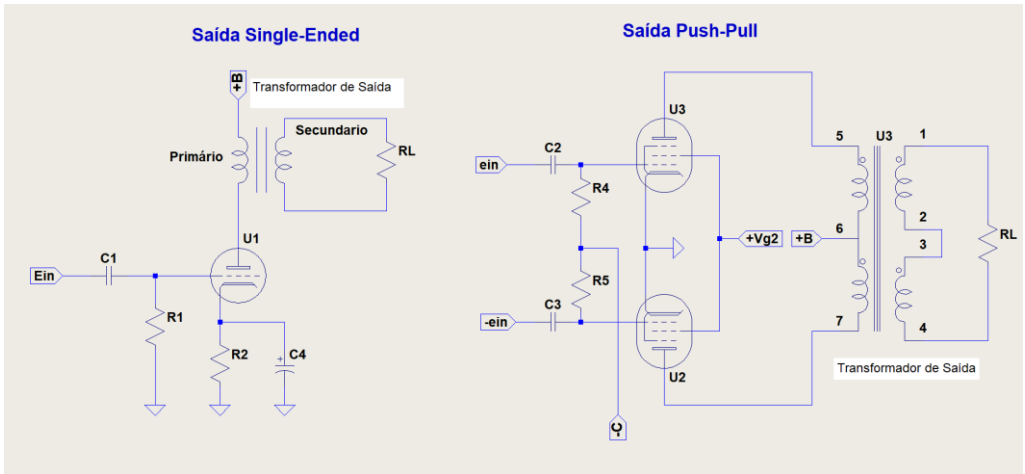 Saída Single-Ended
+B
Transformador de Saída
Primário
Secundario
RL
U1
Ein
C1
R1
R2
C4
Saída Push-Pull
U3
ein
C2
R4
R5
-ein
C3
U2
-C
+Vg2
+B
5
6
7
U3
1
2
3
4
RL
Transformador de Saída